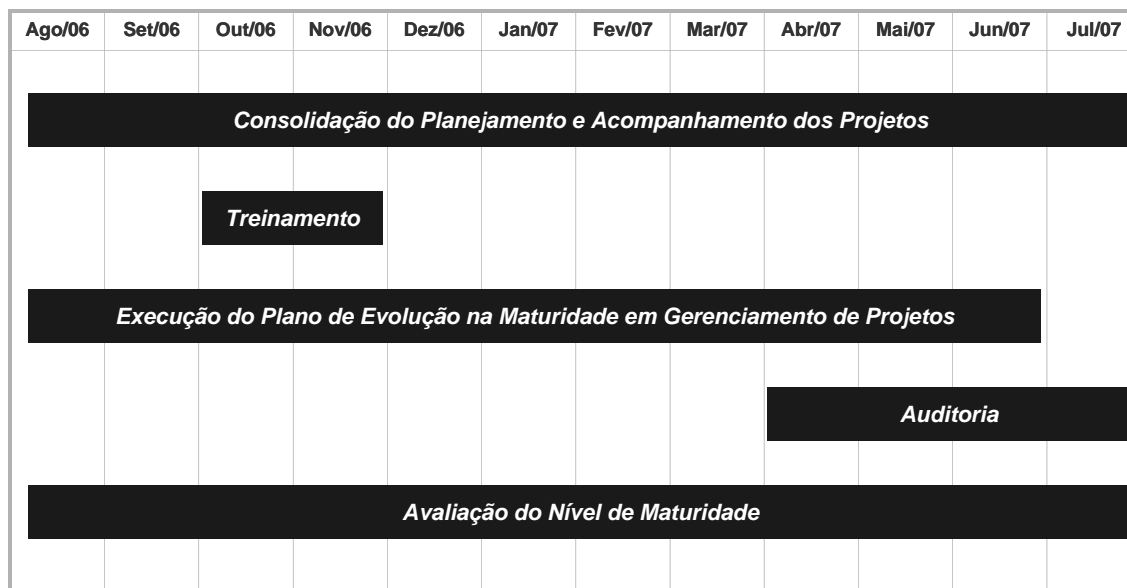 Ago/06 Set/06 Out/06 Nov/06 Dez/06 Jan/07 Fev/07 Mar/07 Abr/07 Mai/07 Jun/07 Jul/07
Consolidação do Planejamento e Acompanhamento dos Projetos
Treinamento
Execução do Plano de Evolução na Maturidade em Gerenciamento de Projetos
Auditoria
Avaliação do Nível de Maturidade